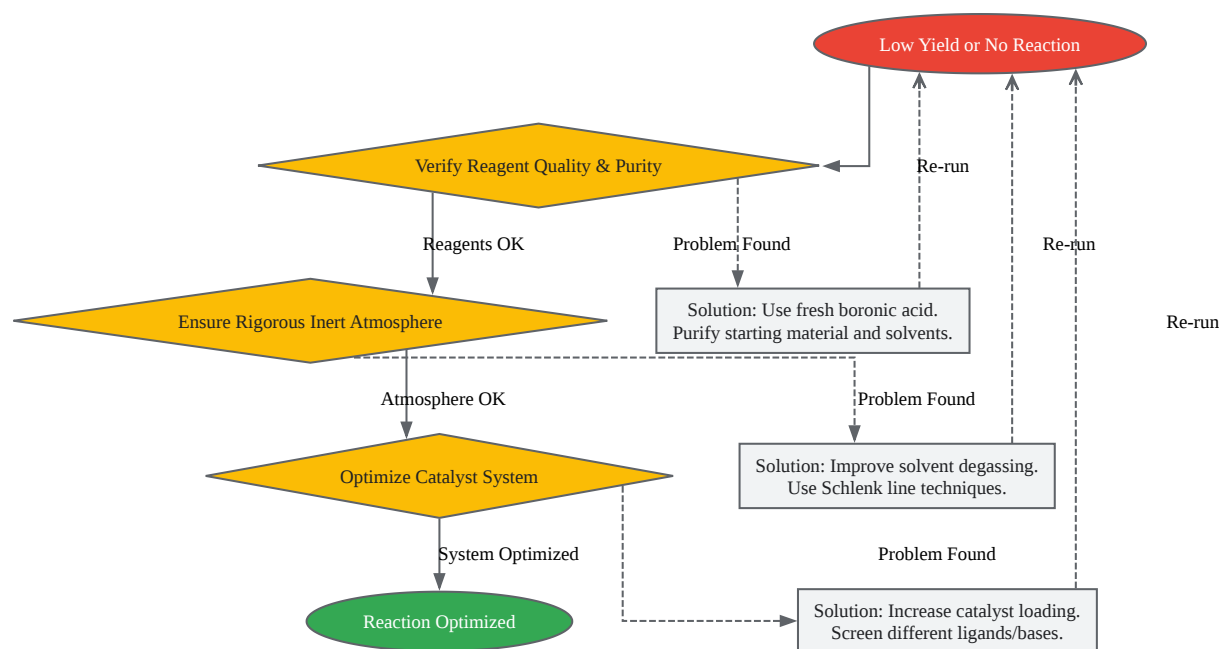 Low Yield or No Reaction
Verify Reagent Quality & Purity
Re-run
Reagents OK
Problem Found
Re-run
Solution: Use fresh boronic acid.
Purify starting material and solvents.
Ensure Rigorous Inert Atmosphere
Re-run
Atmosphere OK
Problem Found
Solution: Improve solvent degassing.
Use Schlenk line techniques.
Optimize Catalyst System
System Optimized
Problem Found
Solution: Increase catalyst loading.
Screen different ligands/bases.
Reaction Optimized